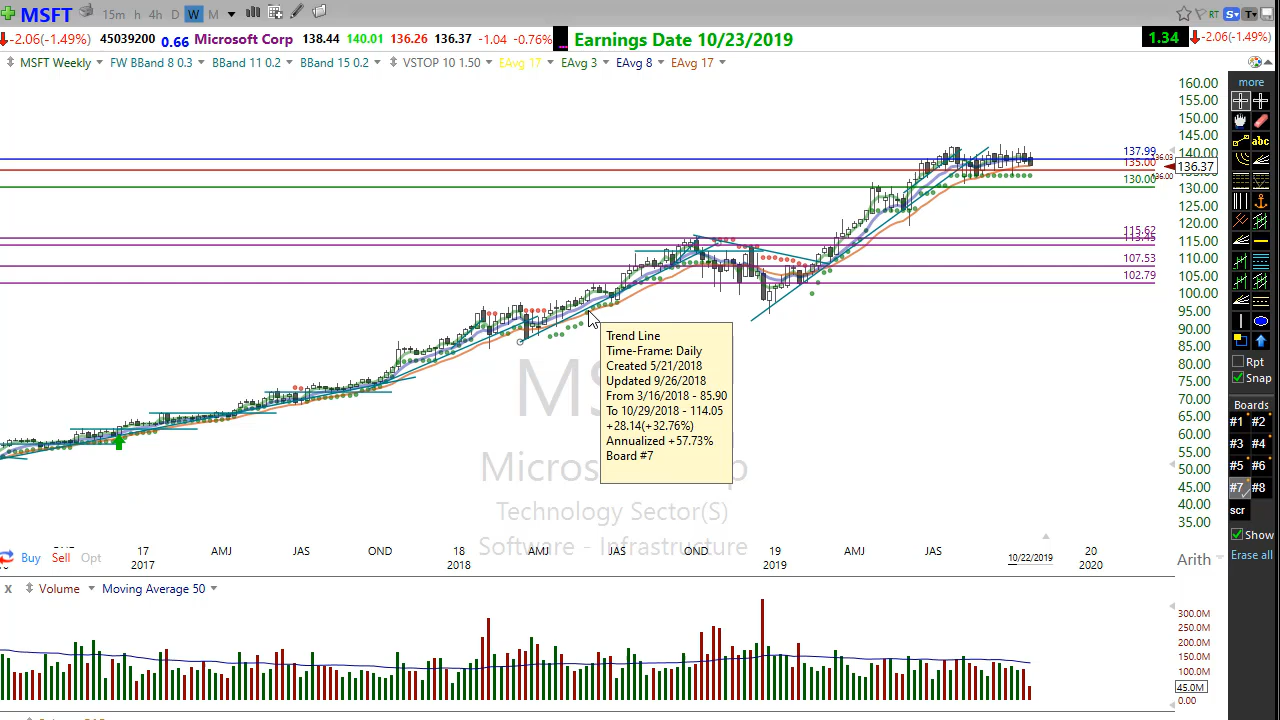 MSFT 15m h 4h D W M RT S T
-2.06(-1.49%) 45039200 0.66 Microsoft Corp 138.44 140.01 136.26 136.37 -1.04 -0.76% Earnings Date 10/23/2019 1.34 -2.06(-1.49%)
MSFT Weekly FW BBand 8 0.3 BBand 11 0.2 BBand 15 0.2 VSTOP 10 1.50 EAvg 17 EAvg 3 EAvg 8 EAvg 17
more
160.00
155.00
150.00
145.00
140.00
137.99
136.03
135.00
136.37
136.00
130.00
130.00
125.00
120.00
115.62
115.00
110.00
107.53
105.00
102.79
100.00
95.00
90.00
85.00
80.00
75.00
70.00
65.00
60.00
55.00
50.00
45.00
40.00
35.00
abc
Rpt
Snap
Boards
#1 #2
#3 #4
#5 #6
#7 #8
scr
Show
Erase all
Trend Line
Time-Frame: Daily
Created 5/21/2018
Updated 9/26/2018
From 3/16/2018 - 85.90
To 10/29/2018 - 114.05
+28.14(+32.76%)
Annualized +57.73%
Board #7
Technology Sector(S)
Software - Infrastructure
Buy Sell Opt
17 AMJ JAS OND 18 AMJ JAS OND 19 AMJ JAS 10/22/2019 20
2017 2018 2019 2020
Arith
X Volume Moving Average 50
300.0M
250.0M
200.0M
150.0M
100.0M
45.0M
0.00